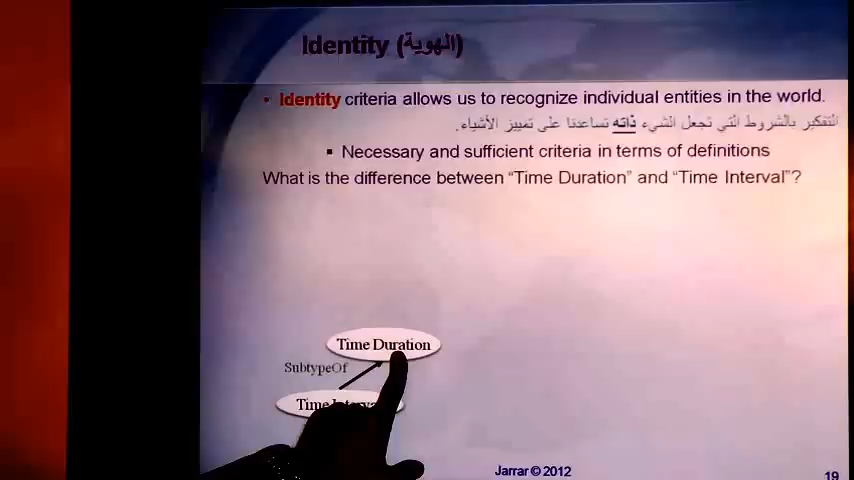 Identity (الهوية)
• Identity criteria allows us to recognize individual entities in the world.
التفكير بالشروط التي تجعل الشيء ذاته تساعدنا على تمييز الأشياء.
▪ Necessary and sufficient criteria in terms of definitions
What is the difference between “Time Duration” and “Time Interval”?
Time Duration
SubtypeOf
Time
Jarrar © 2012
19